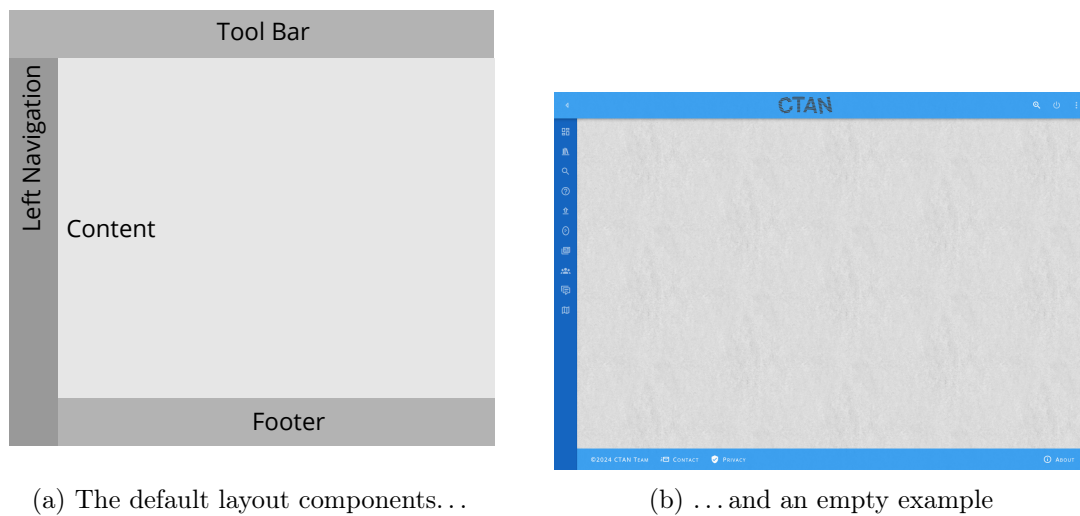 Tool Bar
Left Navigation
Content
Footer
(a) The default layout components...
CTAN
©2024 CTAN Team Contact Privacy About
(b) ...and an empty example